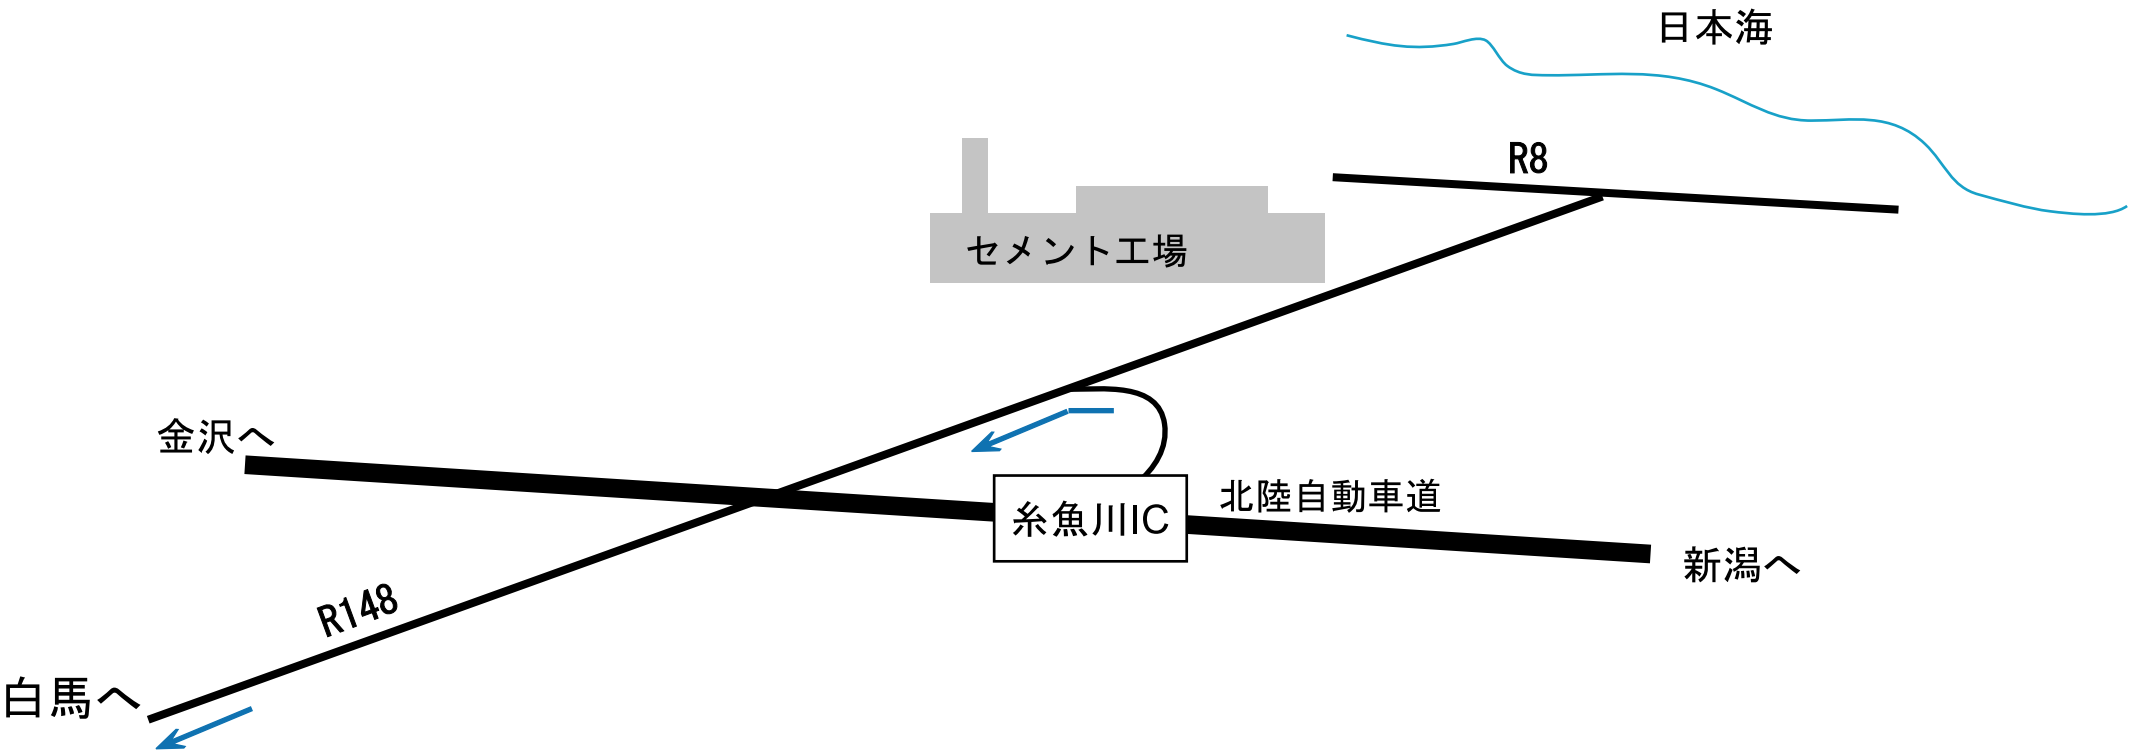 日本海
R8
セメント工場
金沢へ
北陸自動車道
糸魚川IC
新潟へ
R148
白馬へ